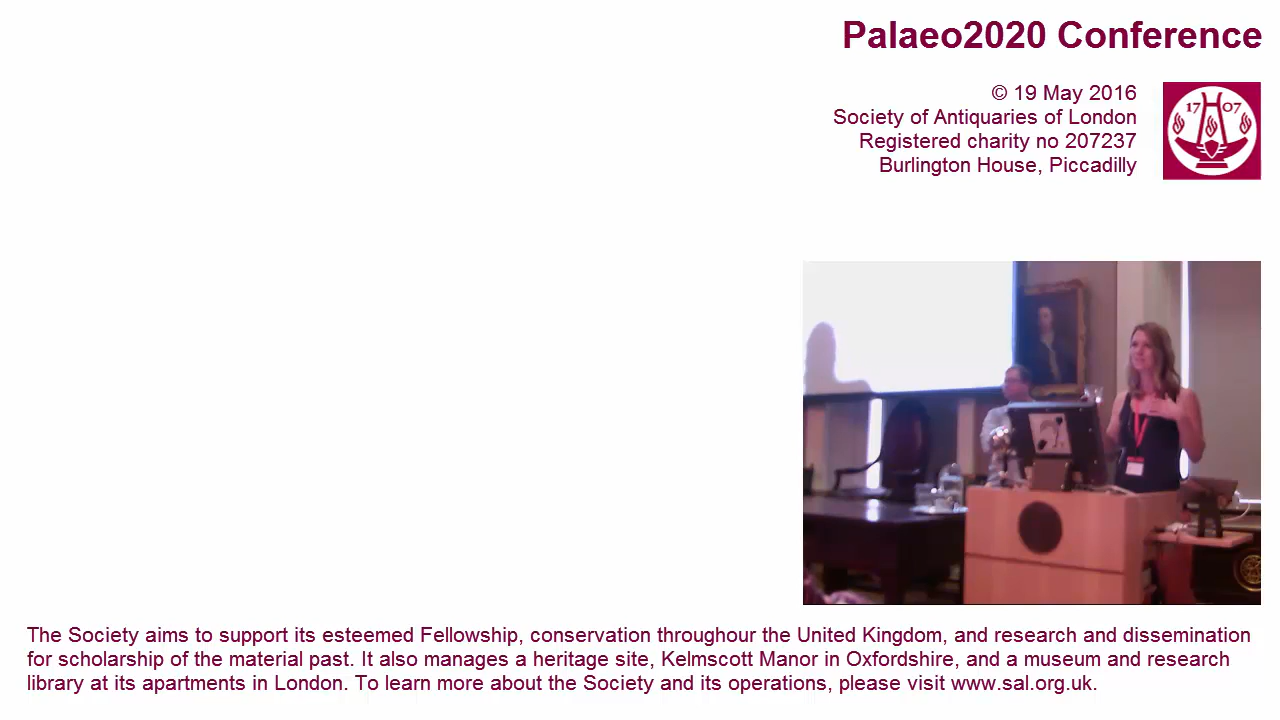 Palaeo2020 Conference
© 19 May 2016
Society of Antiquaries of London
Registered charity no 207237
Burlington House, Piccadilly
17 07
The Society aims to support its esteemed Fellowship, conservation throughour the United Kingdom, and research and dissemination
for scholarship of the material past. It also manages a heritage site, Kelmscott Manor in Oxfordshire, and a museum and research
library at its apartments in London. To learn more about the Society and its operations, please visit www.sal.org.uk.